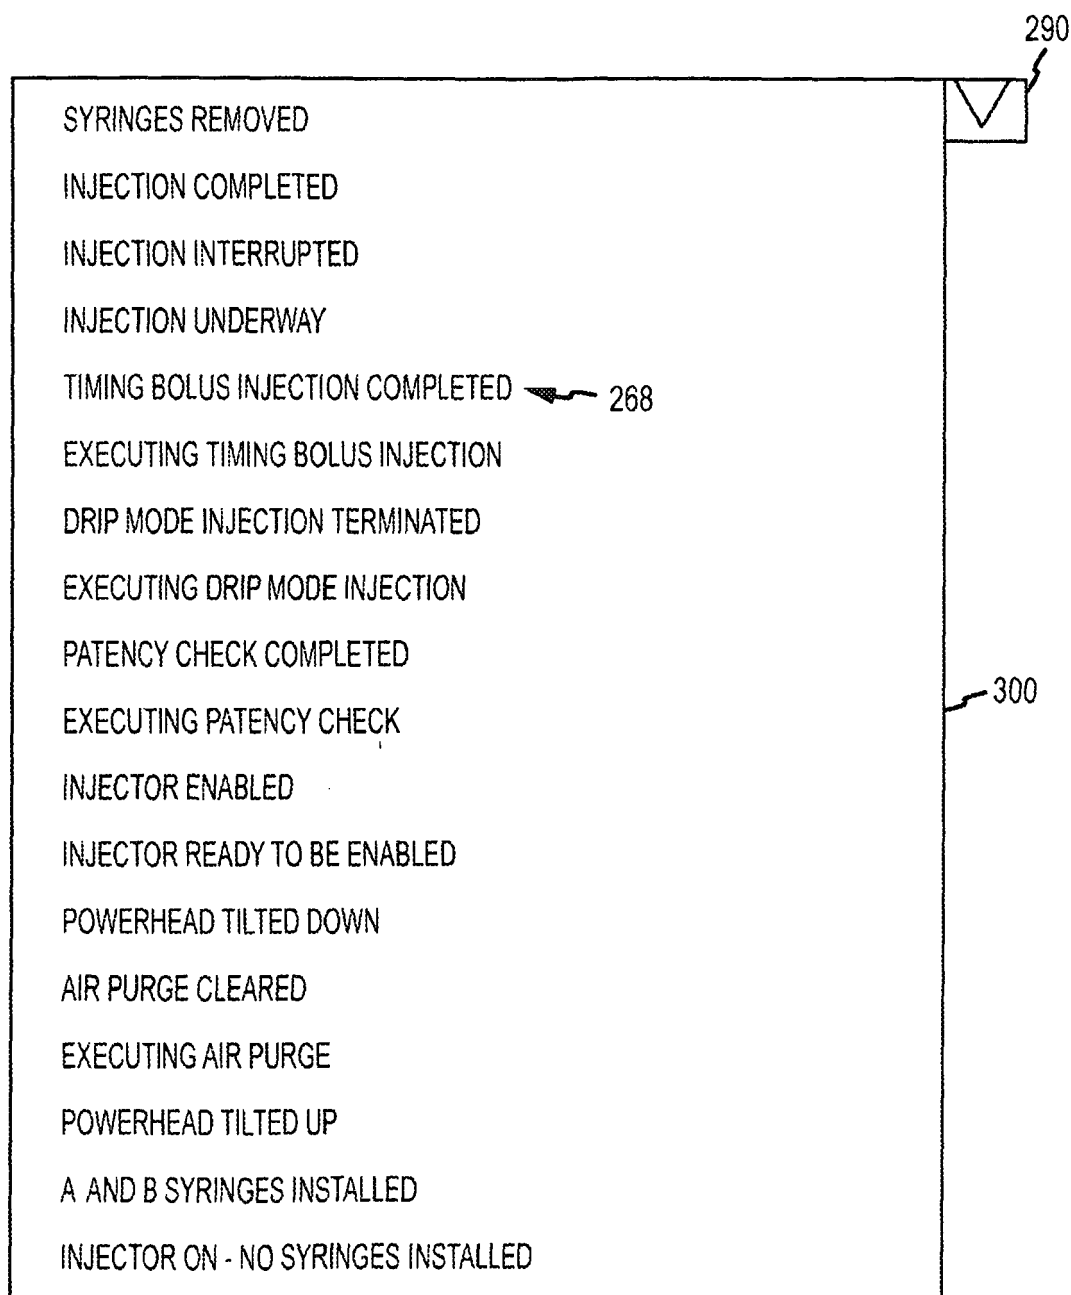 290
SYRINGES REMOVED
INJECTION COMPLETED
INJECTION INTERRUPTED
INJECTION UNDERWAY
TIMING BOLUS INJECTION COMPLETED
268
EXECUTING TIMING BOLUS INJECTION
DRIP MODE INJECTION TERMINATED
EXECUTING DRIP MODE INJECTION
PATENCY CHECK COMPLETED
300
EXECUTING PATENCY CHECK
INJECTOR ENABLED
INJECTOR READY TO BE ENABLED
POWERHEAD TILTED DOWN
AIR PURGE CLEARED
EXECUTING AIR PURGE
POWERHEAD TILTED UP
A AND B SYRINGES INSTALLED
INJECTOR ON - NO SYRINGES INSTALLED